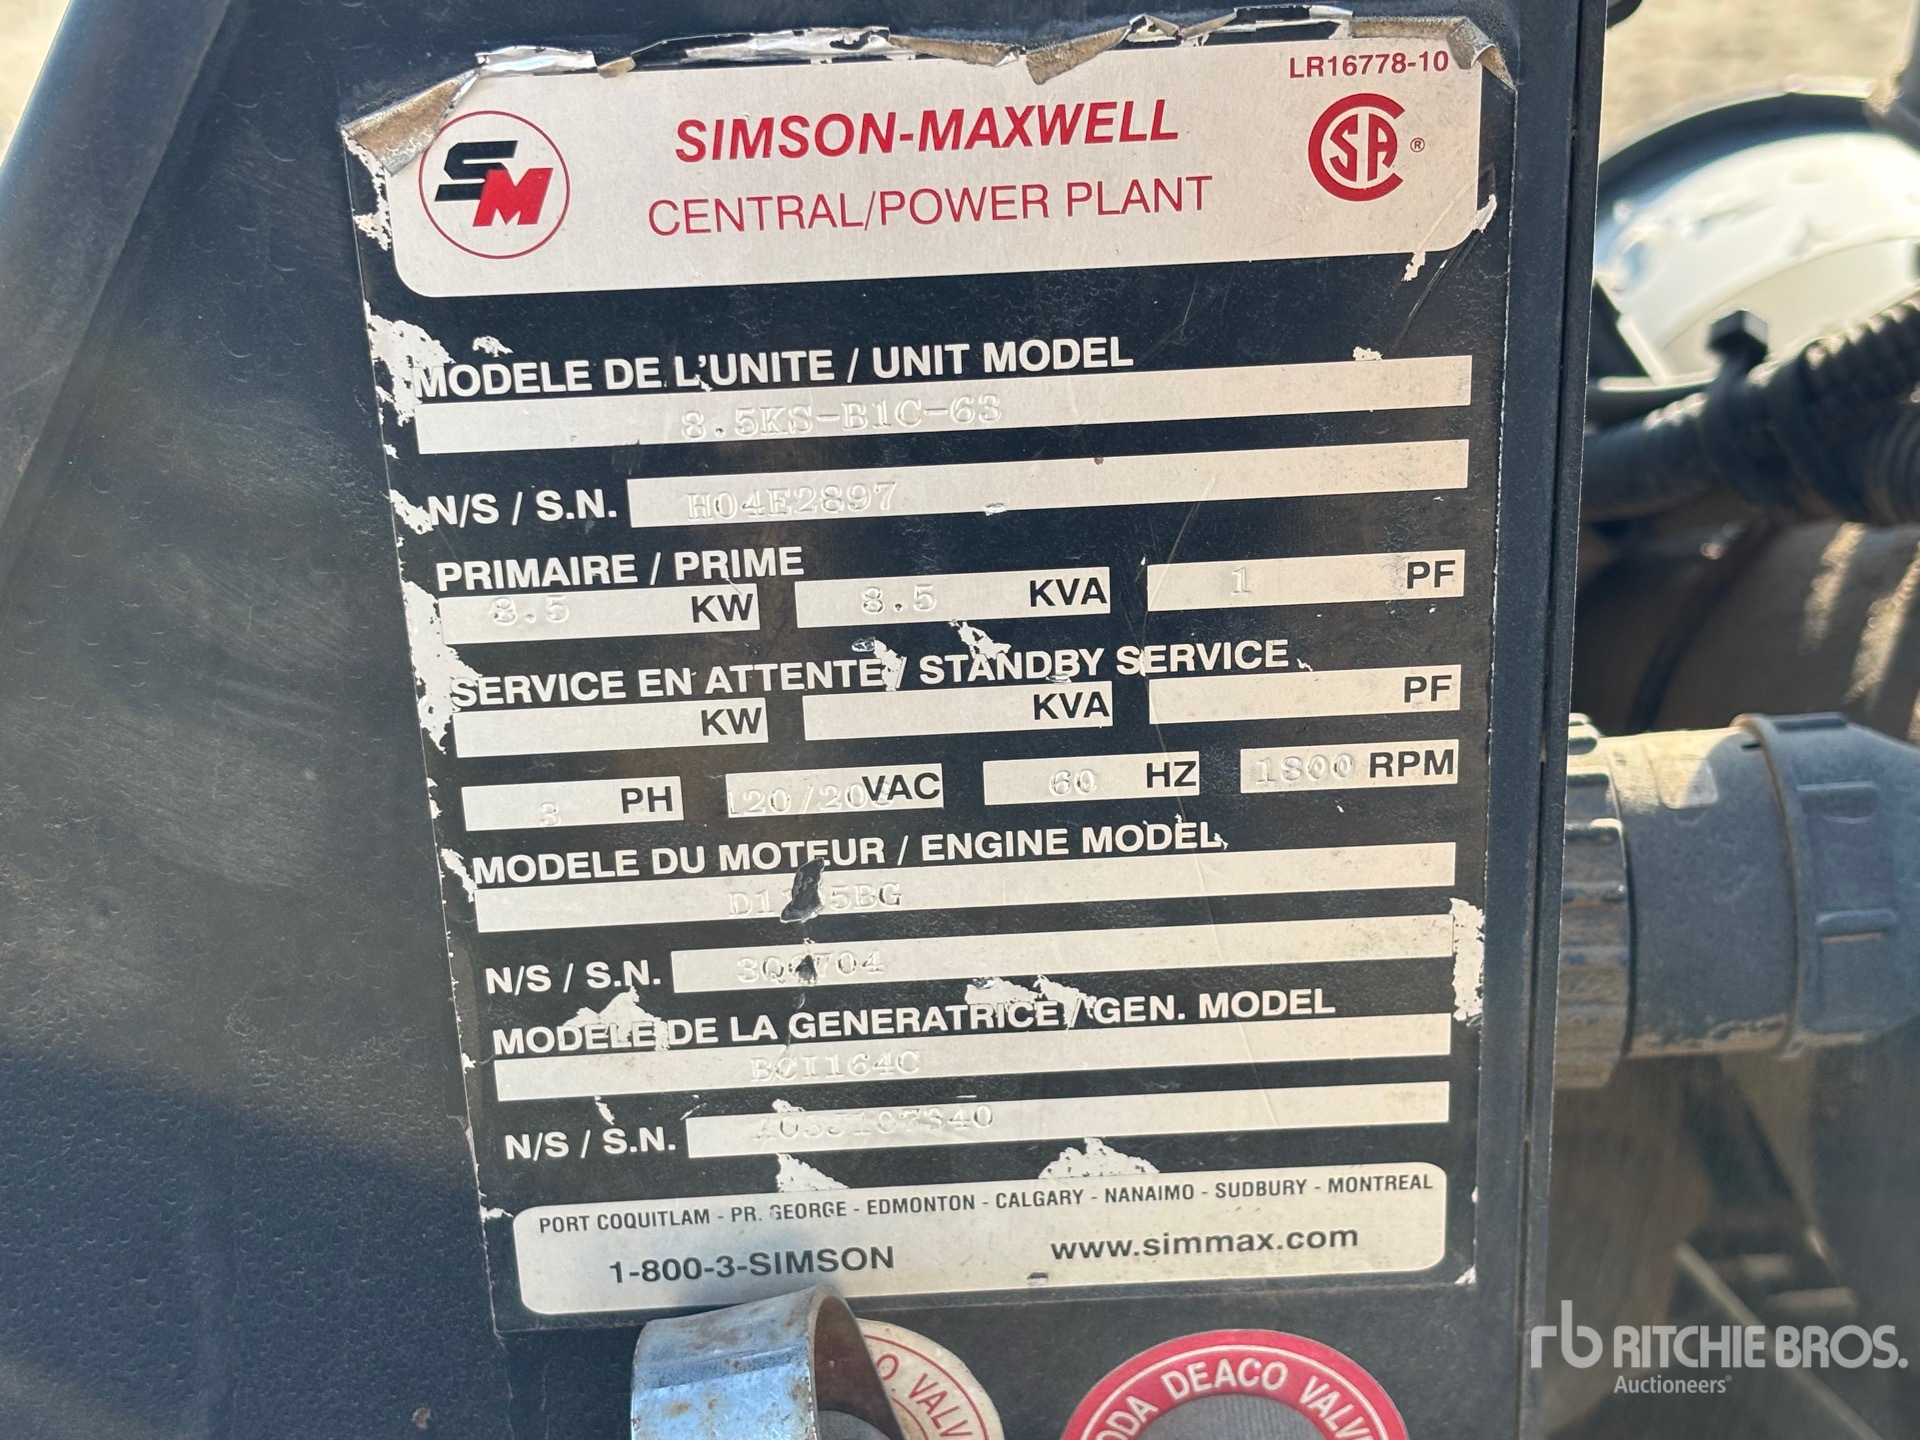 LR16778-10
SM
SIMSON-MAXWELL
CSA ®
CENTRAL/POWER PLANT
MODELE DE L'UNITE / UNIT MODEL
8.5KS-B1C-63
N/S / S.N. H04E2897
PRIMAIRE / PRIME
8.5 KW 8.5 KVA 1 PF
SERVICE EN ATTENTE / STANDBY SERVICE
KW KVA PF
3 PH 120/208 VAC 60 HZ 1800 RPM
MODELE DU MOTEUR / ENGINE MODEL
N/S / S.N.
MODELE DE LA GENERATRICE / GEN. MODEL
BCI164C
N/S / S.N.
PORT COQUITLAM - PR. GEORGE - EDMONTON - CALGARY - NANAIMO - SUDBURY - MONTREAL
1-800-3-SIMSON www.simmax.com
DEACO VALV
rb RITCHIE BROS.
Auctioneers